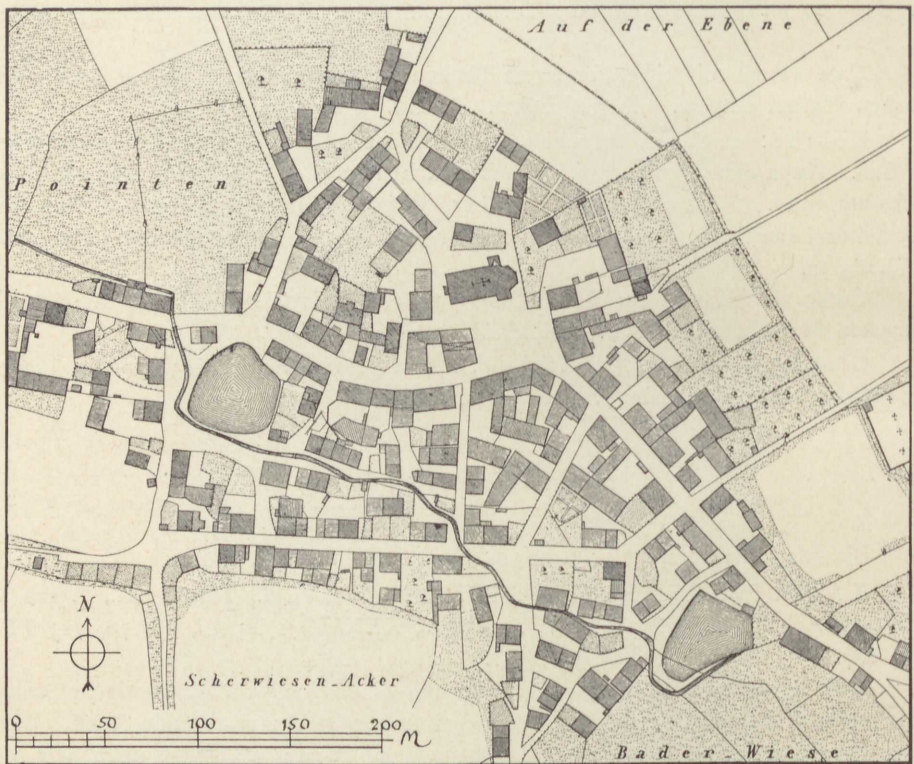 Auf der Ebene
Pointen
N
Scherwiesen-Acker
0 50 100 150 200 M
Bader-Wiese